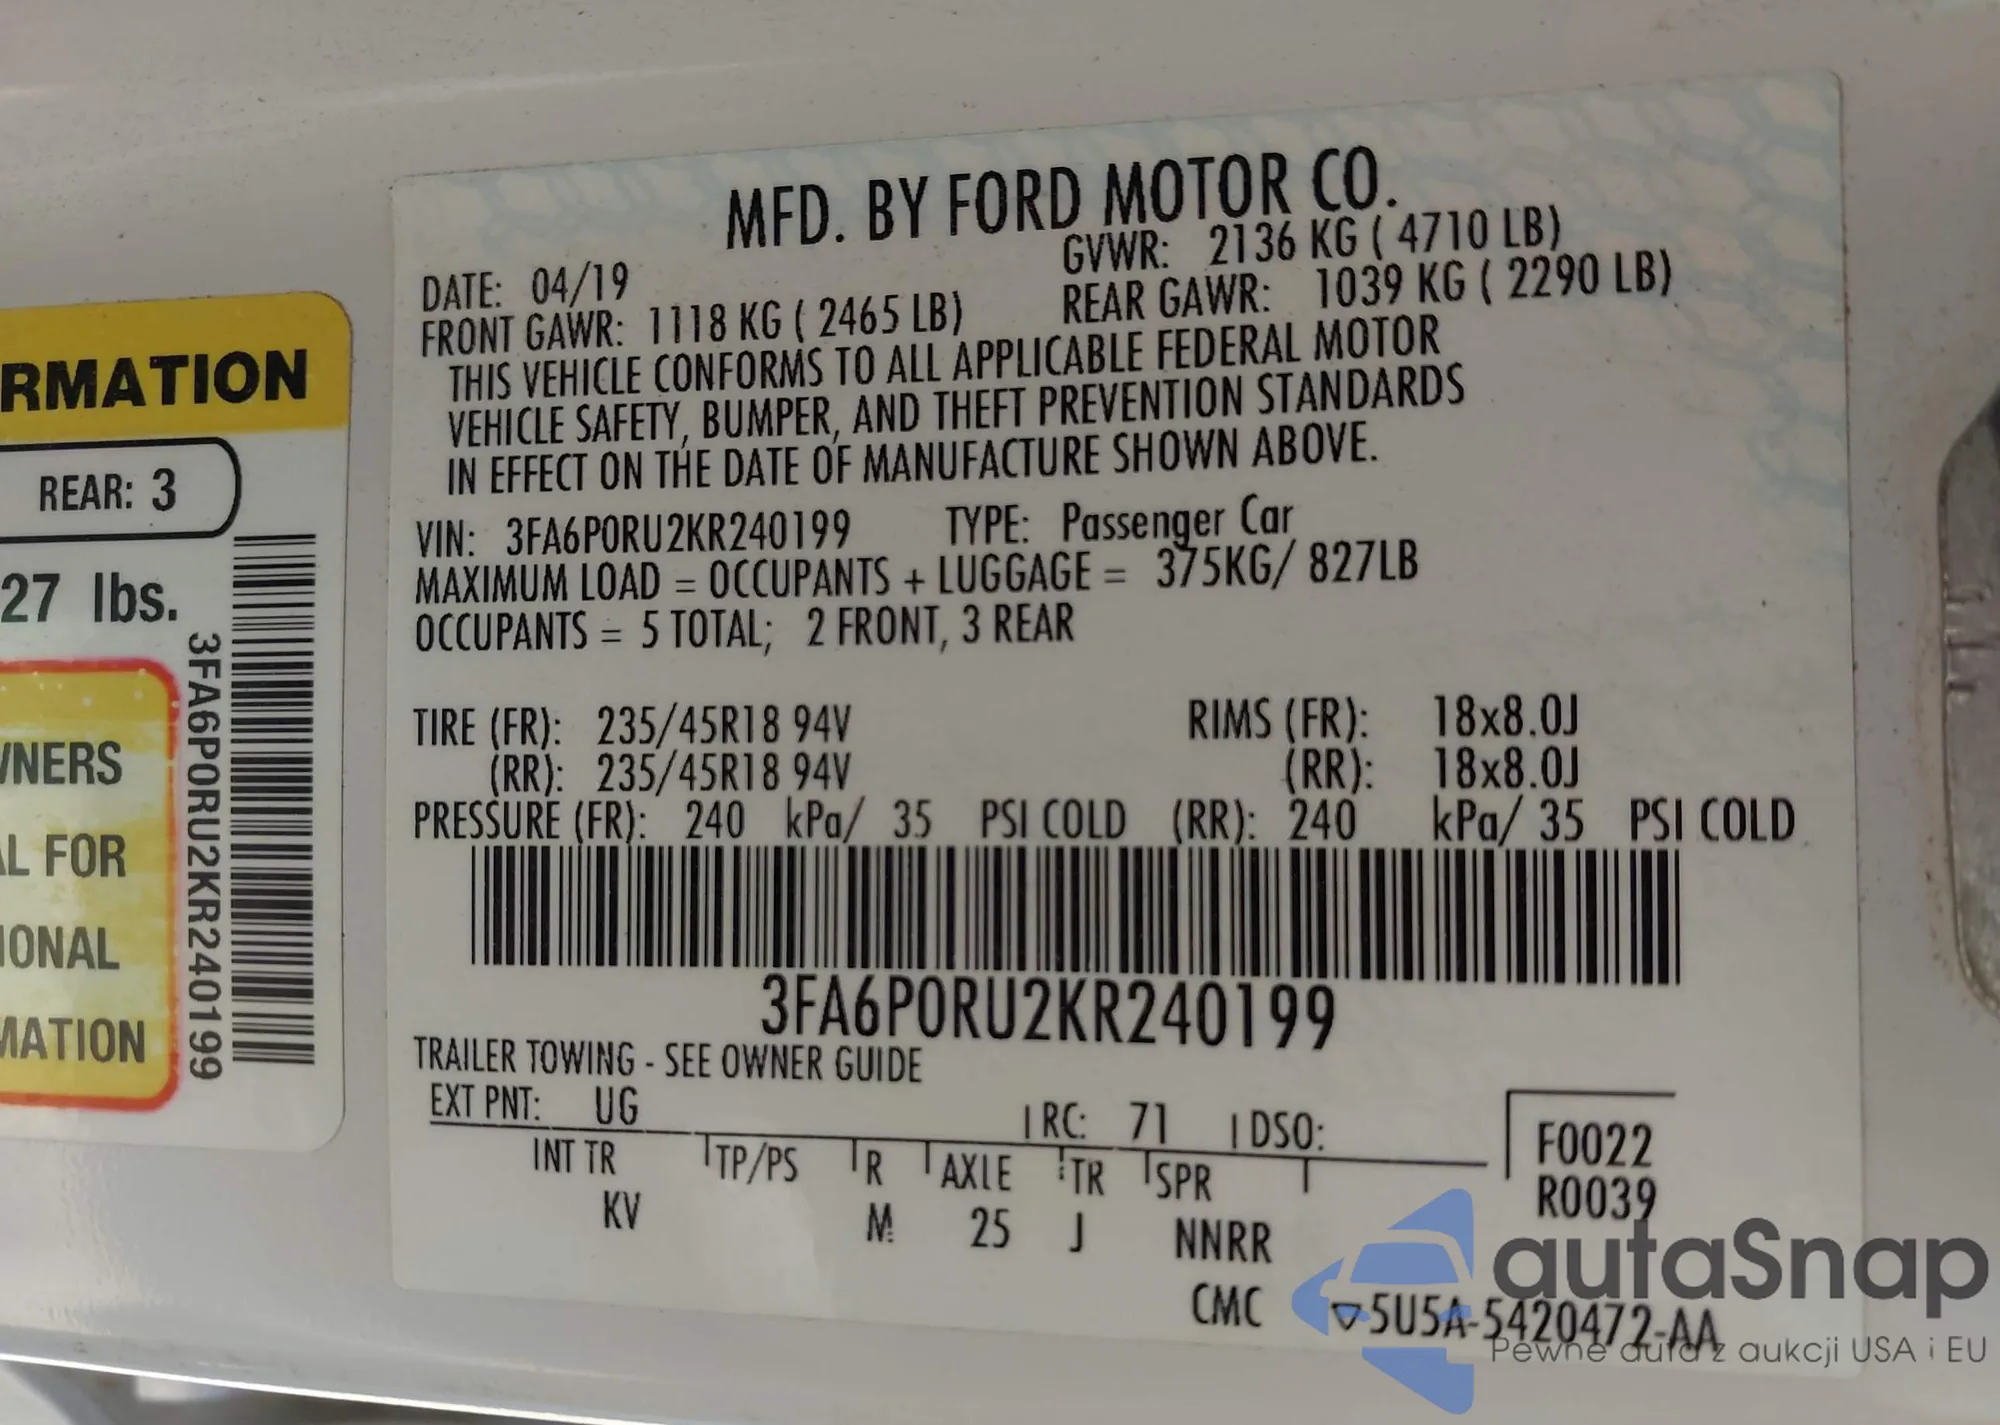 RMATION
REAR: 3
27 lbs.
WNERS
AL FOR
IONAL
MATION
3FA6P0RU2KR240199
MFD. BY FORD MOTOR CO.
DATE: 04/19 GVWR: 2136 KG ( 4710 LB)
FRONT GAWR: 1118 KG ( 2465 LB) REAR GAWR: 1039 KG ( 2290 LB)
THIS VEHICLE CONFORMS TO ALL APPLICABLE FEDERAL MOTOR
VEHICLE SAFETY, BUMPER, AND THEFT PREVENTION STANDARDS
IN EFFECT ON THE DATE OF MANUFACTURE SHOWN ABOVE.
VIN: 3FA6P0RU2KR240199 TYPE: Passenger Car
MAXIMUM LOAD = OCCUPANTS + LUGGAGE = 375KG/ 827LB
OCCUPANTS = 5 TOTAL; 2 FRONT, 3 REAR
TIRE (FR): 235/45R18 94V RIMS (FR): 18x8.0J
(RR): 235/45R18 94V (RR): 18x8.0J
PRESSURE (FR): 240 kPa/ 35 PSI COLD (RR): 240 kPa/ 35 PSI COLD
3FA6P0RU2KR240199
TRAILER TOWING - SEE OWNER GUIDE
EXT PNT: UG RC: 71 DSO:
INT TR TP/PS R AXLE TR SPR
KV M 25 J NNRR
F0022
R0039
CMC ▽5U5A-5420472-AA
autaSnap
Pewne auta z aukcji USA i EU